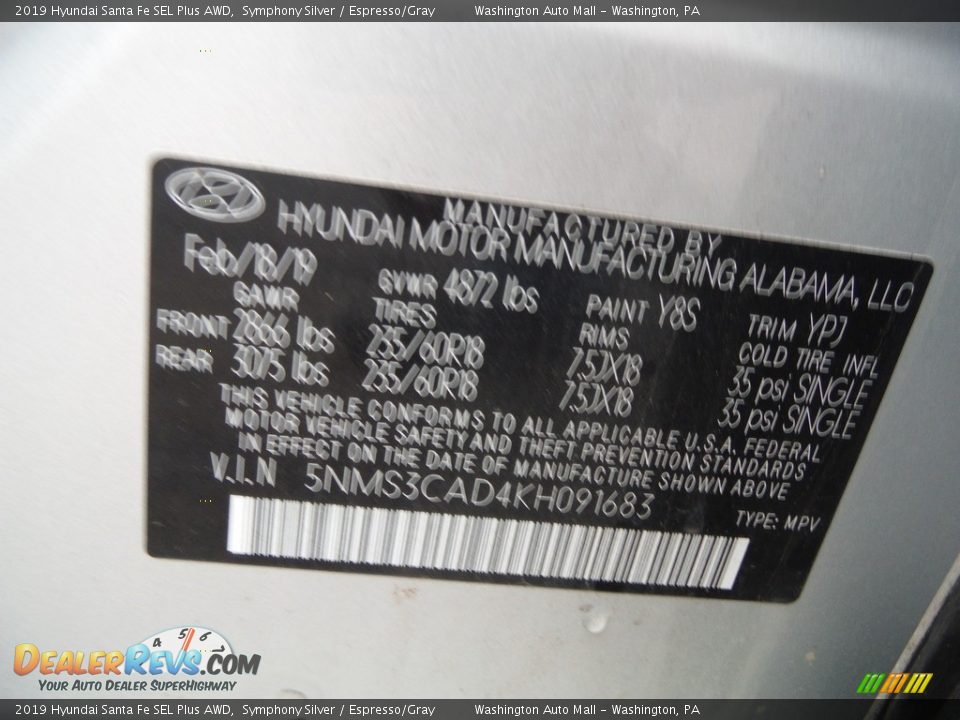 2019 Hyundai Santa Fe SEL Plus AWD, Symphony Silver / Espresso/Gray Washington Auto Mall - Washington, PA
MANUFACTURED BY
HYUNDAI MOTOR MANUFACTURING ALABAMA, LLC
Feb/18/19 GVWR 4872 lbs PAINT Y8S TRIM YPJ
GAWR TIRES RIMS COLD TIRE INFL
FRONT 2866 lbs 235/60R18 7.5JX18 35 psi SINGLE
REAR 3075 lbs 235/60R18 7.5JX18 35 psi SINGLE
THIS VEHICLE CONFORMS TO ALL APPLICABLE U.S.A. FEDERAL
MOTOR VEHICLE SAFETY AND THEFT PREVENTION STANDARDS
IN EFFECT ON THE DATE OF MANUFACTURE SHOWN ABOVE
V.I.N 5NMS3CAD4KH091683
TYPE: MPV
4 5 6
DEALERREVS.COM
YOUR AUTO DEALER SUPERHIGHWAY
2019 Hyundai Santa Fe SEL Plus AWD, Symphony Silver / Espresso/Gray Washington Auto Mall - Washington, PA